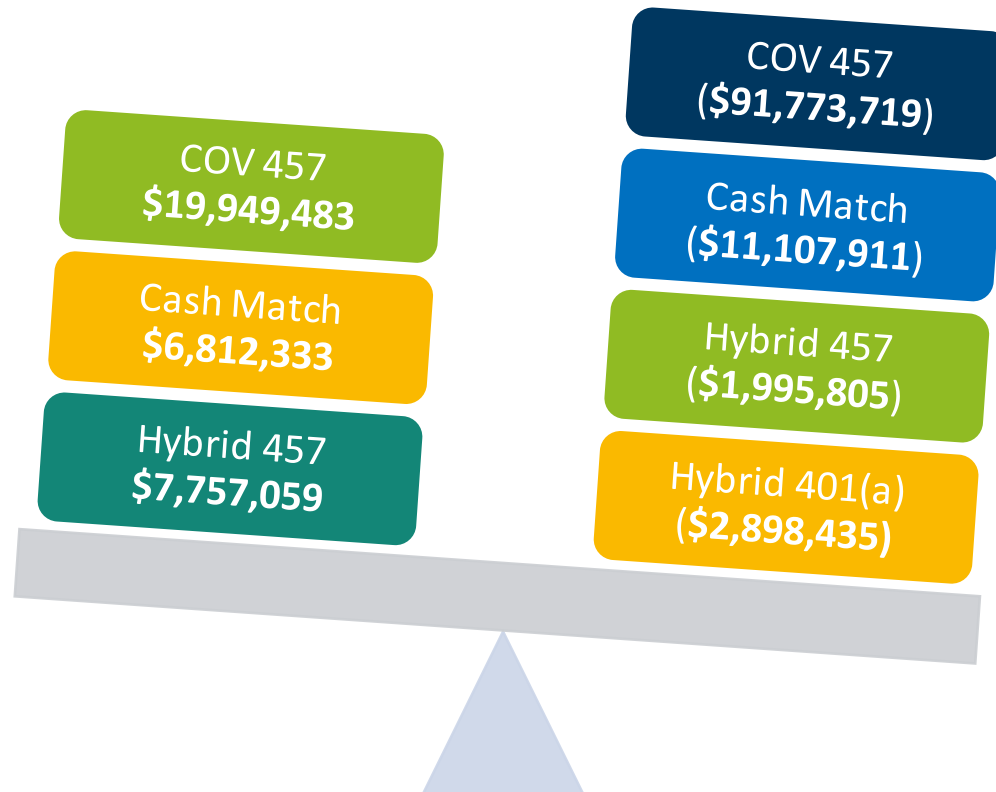 COV 457
$19,949,483
Cash Match
$6,812,333
Hybrid 457
$7,757,059
COV 457
($91,773,719)
Cash Match
($11,107,911)
Hybrid 457
($1,995,805)
Hybrid 401(a)
($2,898,435)